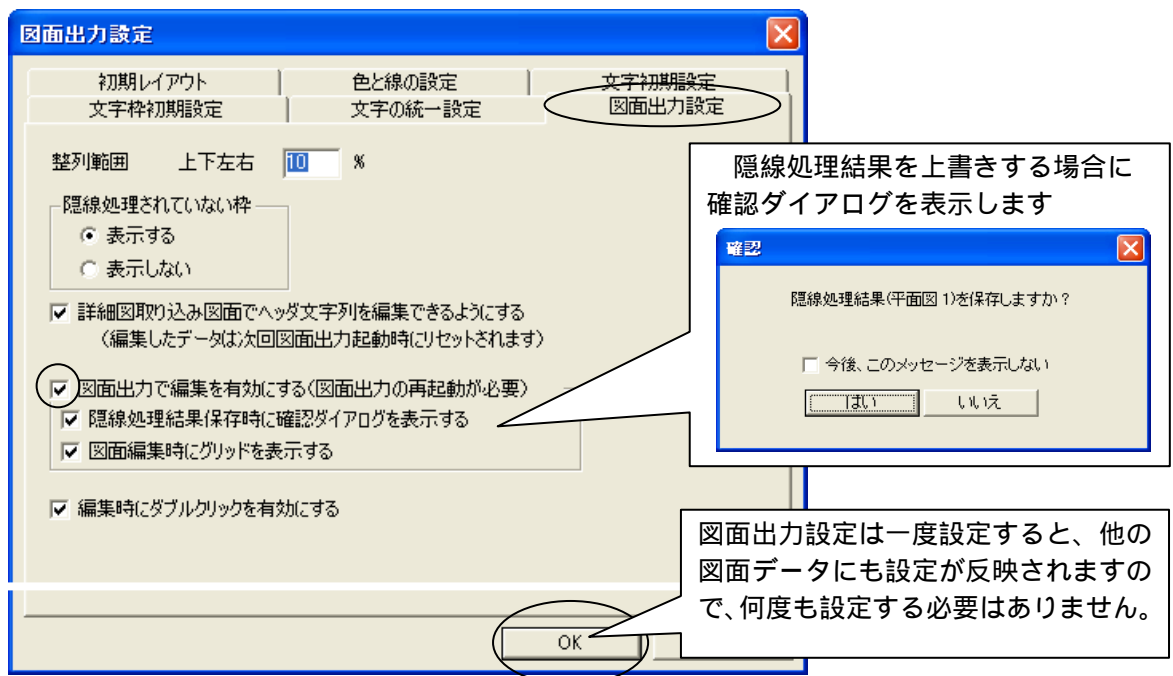 図面出力設定
初期レイアウト
色と線の設定
文字初期設定
文字枠初期設定
文字の統一設定
図面出力設定
整列範囲 上下左右 10 %
隠線処理されていない枠
表示する
表示しない
詳細図取り込み図面でヘッダ文字列を編集できるようにする
(編集したデータは次回図面出力起動時にリセットされます)
図面出力で編集を有効にする(図面出力の再起動が必要)
隠線処理結果保存時に確認ダイアログを表示する
図面編集時にグリッドを表示する
編集時にダブルクリックを有効にする
OK
隠線処理結果を上書きする場合に
確認ダイアログを表示します
確認
隠線処理結果(平面図1)を保存しますか?
今後、このメッセージを表示しない
はい
いいえ
図面出力設定は一度設定すると、他の
図面データにも設定が反映されますの
で、何度も設定する必要はありません。